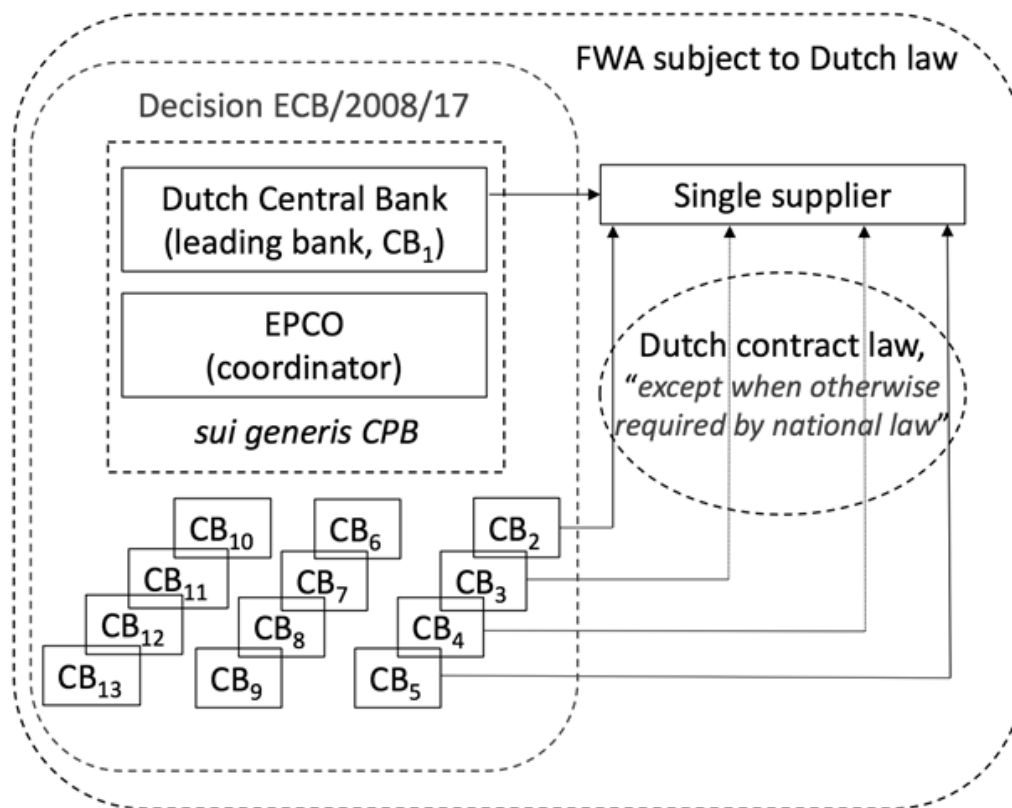 FWA subject to Dutch law
Decision ECB/2008/17
Dutch Central Bank
(leading bank, CB₁)
Single supplier
EPCO
(coordinator)
sui generis CPB
Dutch contract law,
“except when otherwise
required by national law”
CB₁₀
CB₆
CB₂
CB₁₁
CB₇
CB₃
CB₁₂
CB₈
CB₄
CB₁₃
CB₉
CB₅